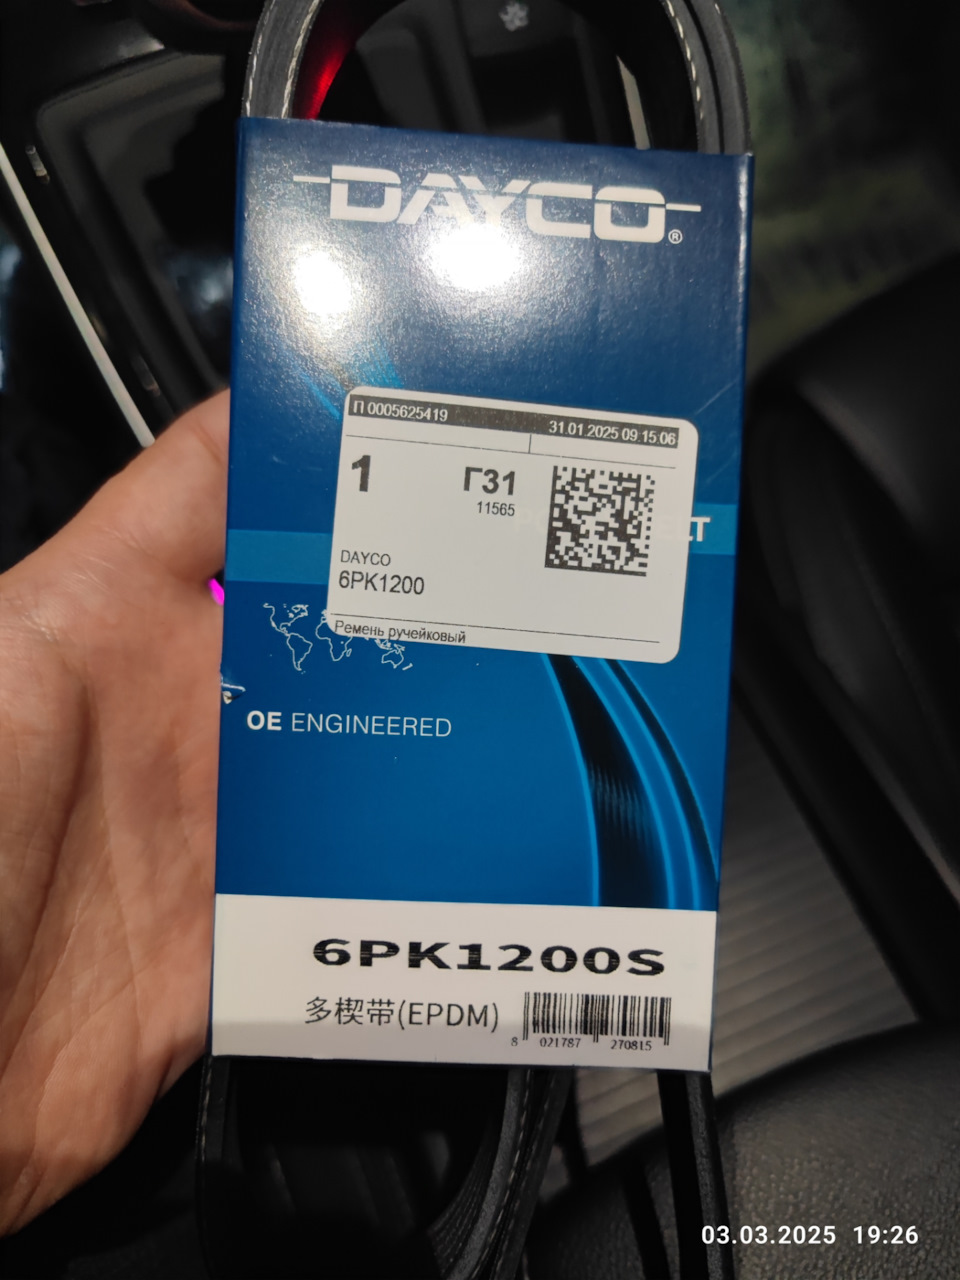 DAYCO®
П 0005625419
31.01.2025 09:15:06
1
Г31
11565
DAYCO
6PK1200
Ремень ручейковый
OE ENGINEERED
6PK1200S
多楔带(EPDM)
8 021787 270815
03.03.2025 19:26